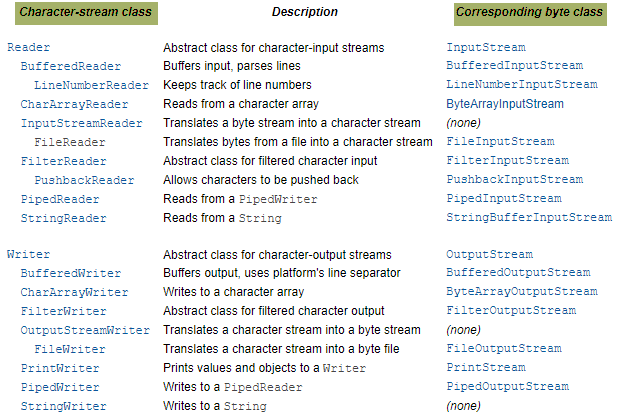 Character-stream class Description Corresponding byte class
Reader Abstract class for character-input streams InputStream
BufferedReader Buffers input, parses lines BufferedInputStream
LineNumberReader Keeps track of line numbers LineNumberInputStream
CharArrayReader Reads from a character array ByteArrayInputStream
InputStreamReader Translates a byte stream into a character stream (none)
FileReader Translates bytes from a file into a character stream FileInputStream
FilterReader Abstract class for filtered character input FilterInputStream
PushbackReader Allows characters to be pushed back PushbackInputStream
PipedReader Reads from a PipedWriter PipedInputStream
StringReader Reads from a String StringBufferInputStream
Writer Abstract class for character-output streams OutputStream
BufferedWriter Buffers output, uses platform's line separator BufferedOutputStream
CharArrayWriter Writes to a character array ByteArrayOutputStream
FilterWriter Abstract class for filtered character output FilterOutputStream
OutputStreamWriter Translates a character stream into a byte stream (none)
FileWriter Translates a character stream into a byte file FileOutputStream
PrintWriter Prints values and objects to a Writer PrintStream
PipedWriter Writes to a PipedReader PipedOutputStream
StringWriter Writes to a String (none)